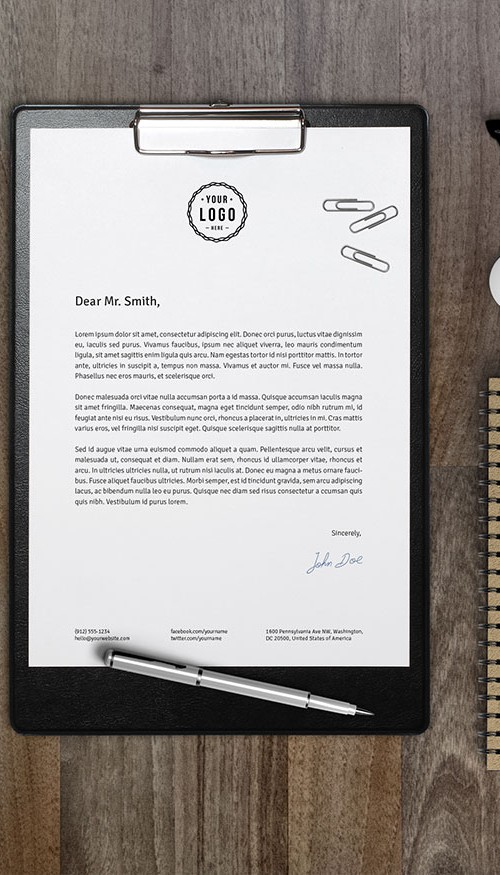 YOUR
LOGO
HERE
Dear Mr. Smith,
Lorem ipsum dolor sit amet, consectetur adipiscing elit. Donec orci purus, luctus vitae dignissim
eu, iaculis sed purus. Vivamus faucibus, ipsum nec aliquet viverra, leo mauris condimentum
ligula, sit amet sagittis enim ligula quis arcu. Nam egestas tortor id nisi porttitor mattis. In tortor
ante, ultricies in suscipit a, tempus non massa. Vivamus et auctor mi. Fusce vel massa nulla.
Phasellus nec eros mauris, et scelerisque orci.
Donec malesuada orci vitae nulla accumsan porta a id massa. Quisque accumsan iaculis magna
sit amet fringilla. Maecenas consequat, magna eget tincidunt semper, odio nibh rutrum mi, id
feugiat ante nisi eu risus. Vestibulum nunc orci, rhoncus a placerat in, ultricies in mi. Cras mattis
varius eros, vel fringilla nisi suscipit eget. Quisque scelerisque sagittis nulla at porttitor.
Sed id augue vitae urna euismod commodo aliquet a quam. Pellentesque arcu velit, cursus et
malesuada ut, consequat et diam. Nullam erat sem, rhoncus id ullamcorper vitae, rhoncus et
arcu. In ultricies ultricies nulla, ut rutrum nisl iaculis at. Donec eu magna a metus ornare fauci-
bus. Fusce aliquet faucibus ultricies. Morbi semper, est id tincidunt gravida, sem arcu adipiscing
lacus, ac bibendum nulla leo eu purus. Quisque nec diam sed risus consectetur a ccumsan quis
quis nibh. Vestibulum id purus lorem.
Sincerely,
John Doe
(912) 555-1234 facebook.com/yourname 1600 Pennsylvania Ave NW, Washington,
hello@yourwebsite.com twitter.com/yourname DC 20500, United States of America